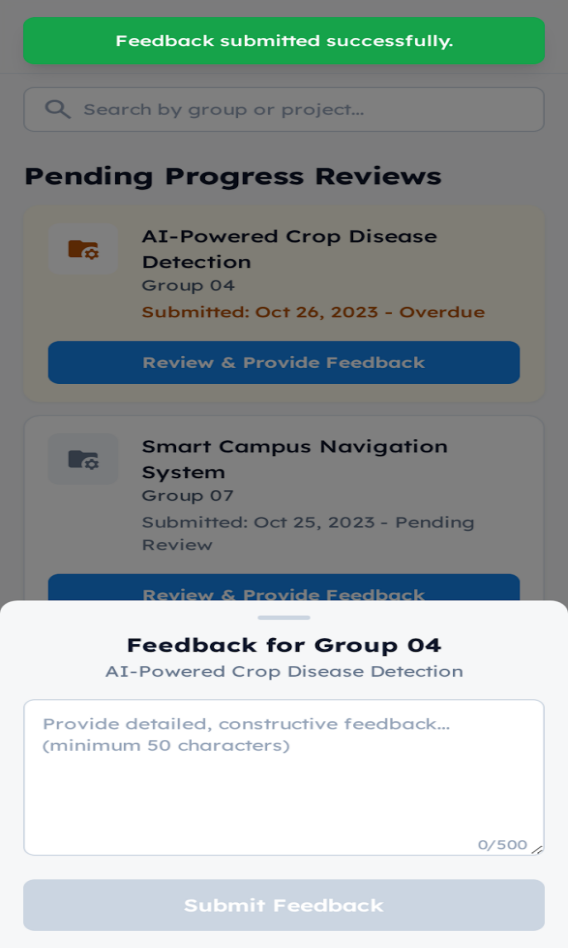 Feedback submitted successfully.
Search by group or project...
Pending Progress Reviews
AI-Powered Crop Disease
Detection
Group 04
Submitted: Oct 26, 2023 - Overdue
Review & Provide Feedback
Smart Campus Navigation
System
Group 07
Submitted: Oct 25, 2023 - Pending
Review
Review & Provide Feedback
Feedback for Group 04
AI-Powered Crop Disease Detection
Provide detailed, constructive feedback...
(minimum 50 characters)
0/500
Submit Feedback